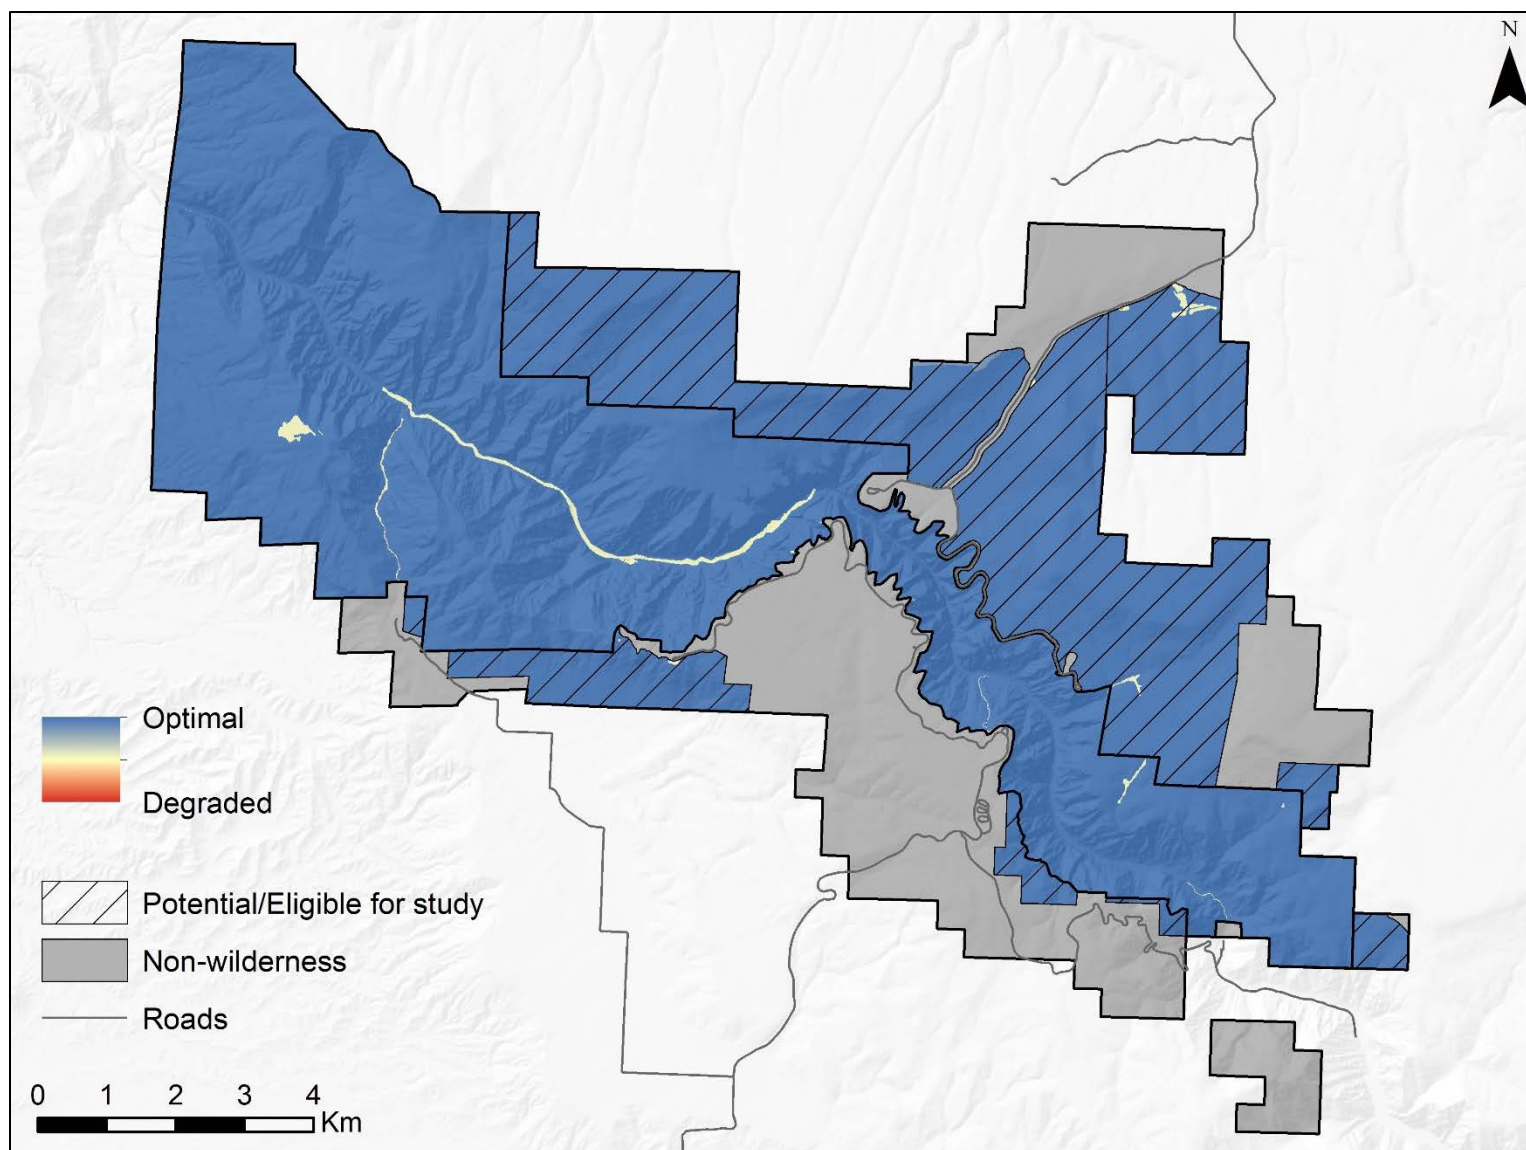 N
Optimal
Degraded
Potential/Eligible for study
Non-wilderness
Roads
0 1 2 3 4
Km